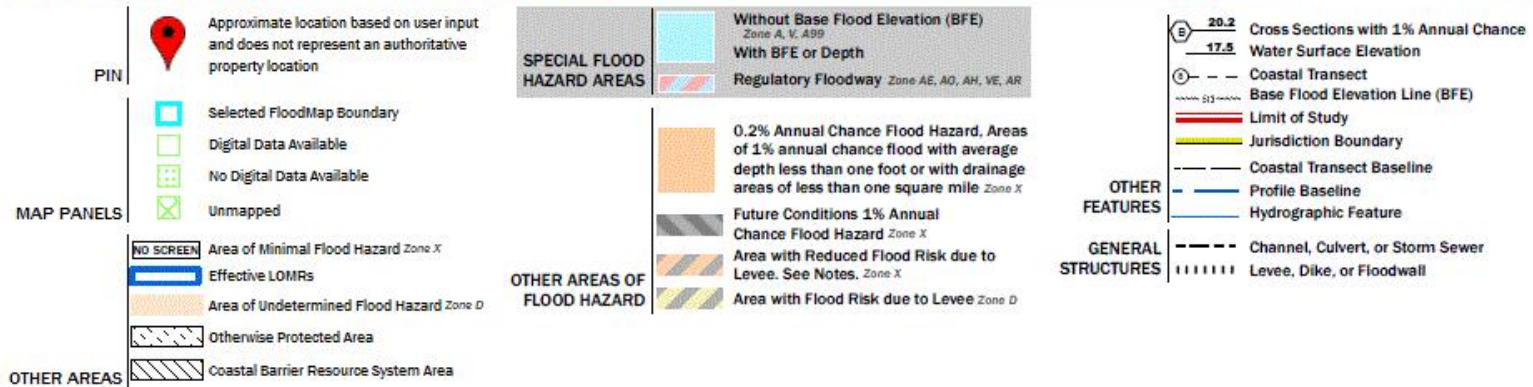 Approximate location based on user input
and does not represent an authoritative
property location
PIN
Selected FloodMap Boundary
Digital Data Available
No Digital Data Available
Unmapped
MAP PANELS
NO SCREEN Area of Minimal Flood Hazard Zone X
Effective LOMRs
Area of Undetermined Flood Hazard Zone D
Otherwise Protected Area
Coastal Barrier Resource System Area
OTHER AREAS
SPECIAL FLOOD
HAZARD AREAS
Without Base Flood Elevation (BFE)
Zone A, V, A99
With BFE or Depth
Regulatory Floodway Zone AE, AO, AH, VE, AR
0.2% Annual Chance Flood Hazard, Areas
of 1% annual chance flood with average
depth less than one foot or with drainage
areas of less than one square mile Zone X
Future Conditions 1% Annual
Chance Flood Hazard Zone X
Area with Reduced Flood Risk due to
Levee. See Notes. Zone X
Area with Flood Risk due to Levee Zone D
OTHER AREAS OF
FLOOD HAZARD
B 20.2 Cross Sections with 1% Annual Chance
17.5 Water Surface Elevation
8 Coastal Transect
513 Base Flood Elevation Line (BFE)
Limit of Study
Jurisdiction Boundary
Coastal Transect Baseline
Profile Baseline
Hydrographic Feature
OTHER
FEATURES
Channel, Culvert, or Storm Sewer
Levee, Dike, or Floodwall
GENERAL
STRUCTURES